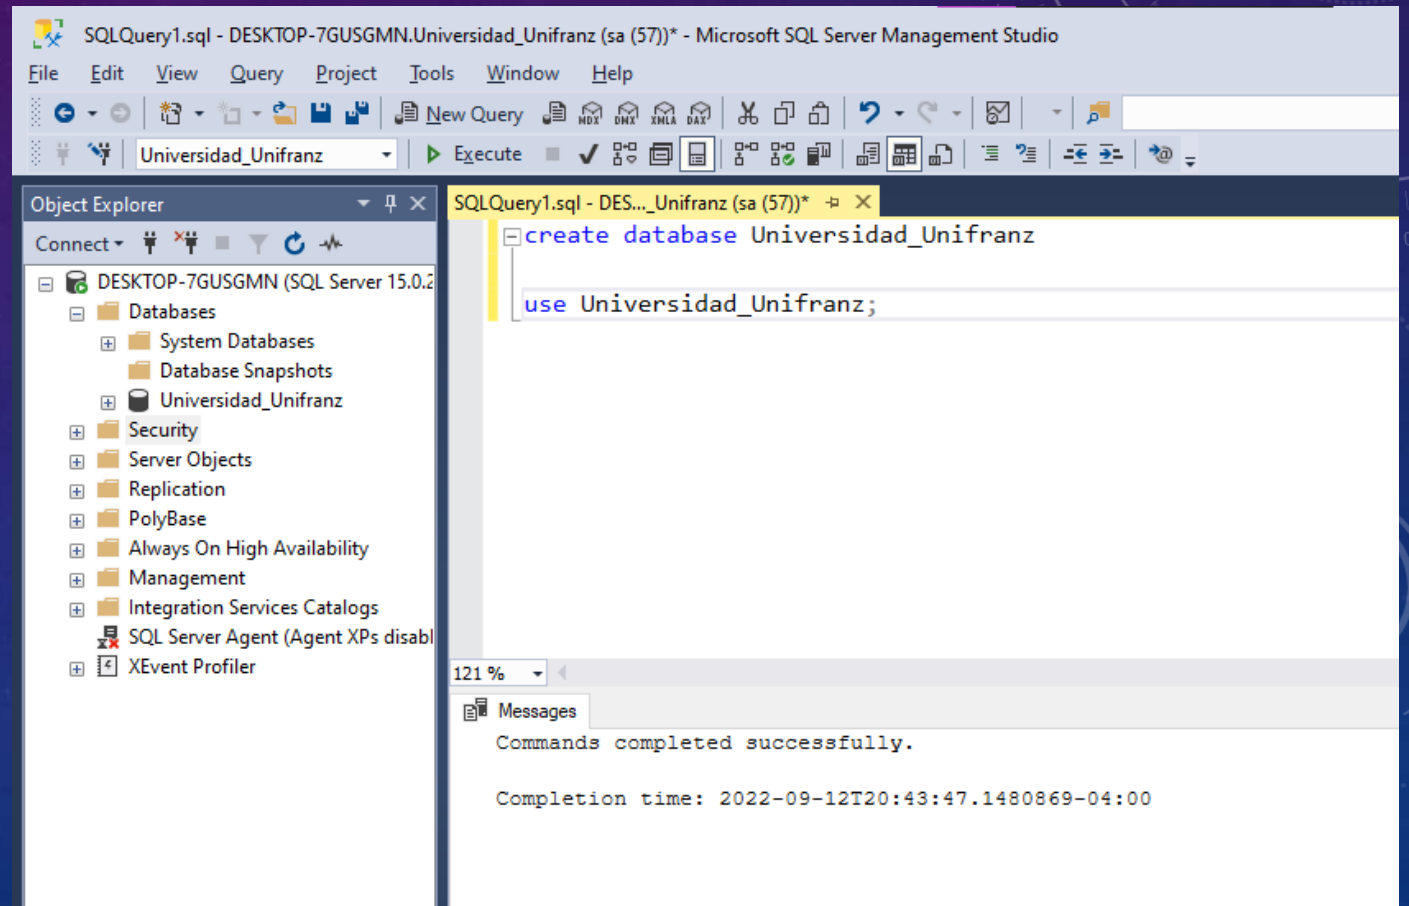 SQLQuery1.sql - DESKTOP-7GUSGMN.Universidad_Unifranz (sa (57))* - Microsoft SQL Server Management Studio
File Edit View Query Project Tools Window Help
New Query MDX DMX XMLA DAX
Universidad_Unifranz Execute
Object Explorer
Connect
DESKTOP-7GUSGMN (SQL Server 15.0.2
Databases
System Databases
Database Snapshots
Universidad_Unifranz
Security
Server Objects
Replication
PolyBase
Always On High Availability
Management
Integration Services Catalogs
SQL Server Agent (Agent XPs disabl
XEvent Profiler
SQLQuery1.sql - DES..._Unifranz (sa (57))*
create database Universidad_Unifranz
use Universidad_Unifranz;
121 %
Messages
Commands completed successfully.
Completion time: 2022-09-12T20:43:47.1480869-04:00